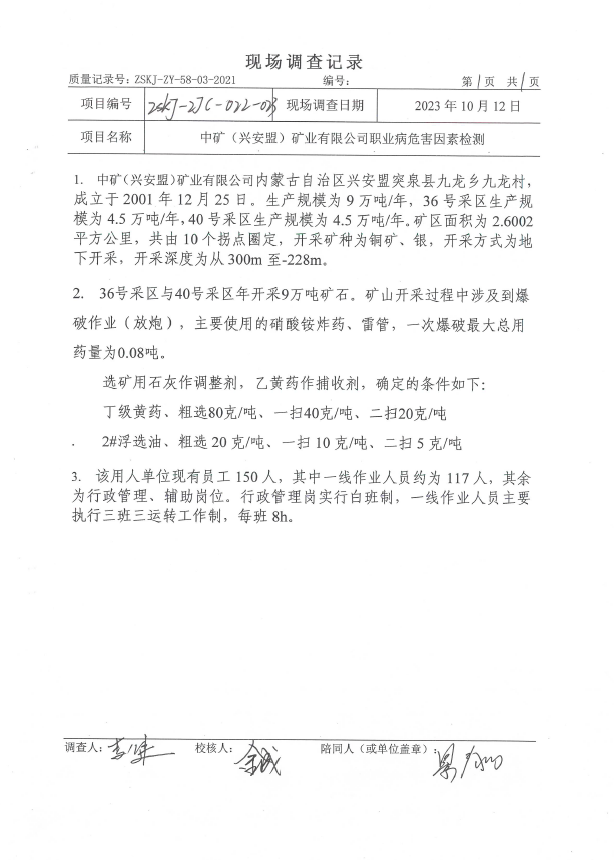 现场调查记录
质量记录号：ZSKJ-ZY-58-03-2021 编号： 第1页 共1页
项目编号 ZSKJ-ZJC-022-023 现场调查日期 2023年10月12日
项目名称 中矿（兴安盟）矿业有限公司职业病危害因素检测
1. 中矿（兴安盟）矿业有限公司内蒙古自治区兴安盟突泉县九龙乡九龙村，
成立于 2001 年 12 月 25 日。生产规模为 9 万吨/年，36 号采区生产规
模为 4.5 万吨/年，40 号采区生产规模为 4.5 万吨/年。矿区面积为 2.6002
平方公里，共由 10 个拐点圈定，开采矿种为铜矿、银，开采方式为地
下开采，开采深度为从 300m 至-228m。
2. 36号采区与40号采区年开采9万吨矿石。矿山开采过程中涉及到爆
破作业（放炮），主要使用的硝酸铵炸药、雷管，一次爆破最大总用
药量为0.08吨。
选矿用石灰作调整剂，乙黄药作捕收剂，确定的条件如下：
丁级黄药、粗选80克/吨、一扫40克/吨、二扫20克/吨
2#浮选油、粗选 20 克/吨、一扫 10 克/吨、二扫 5 克/吨
3. 该用人单位现有员工 150 人，其中一线作业人员约为 117 人，其余
为行政管理、辅助岗位。行政管理岗实行白班制，一线作业人员主要
执行三班三运转工作制，每班 8h。
调查人： 校核人： 陪同人（或单位盖章）：